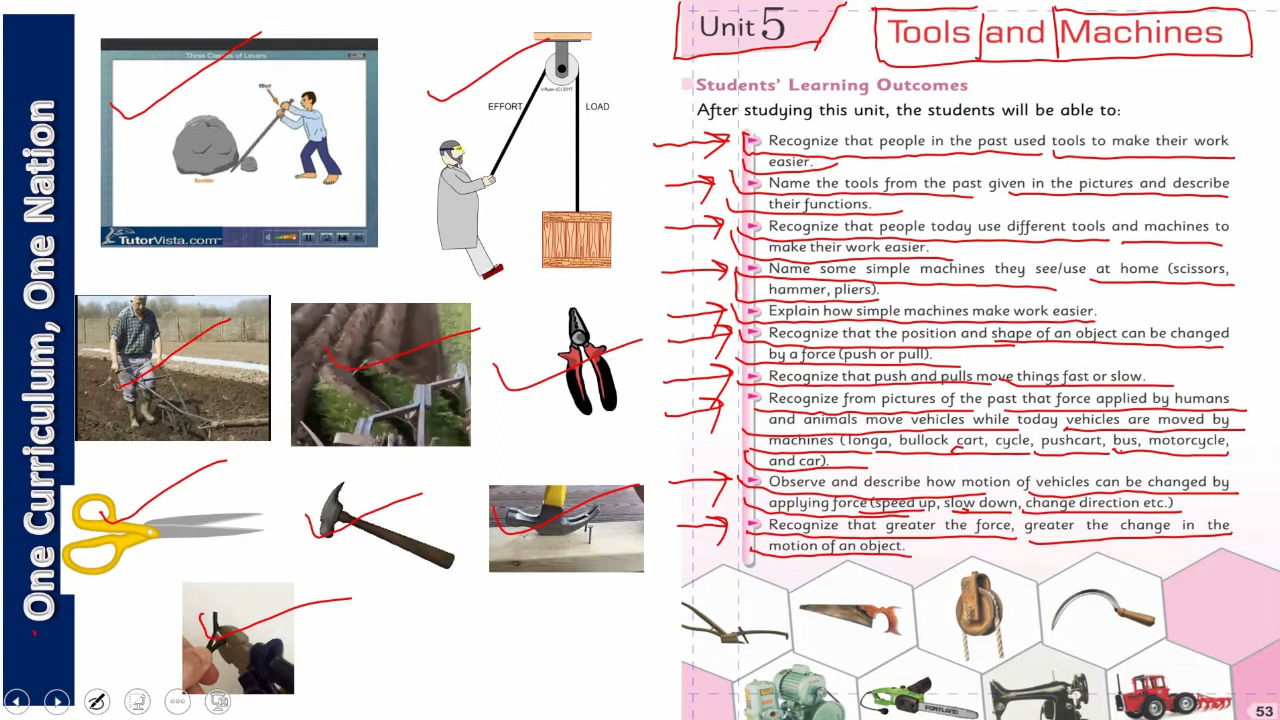 One Curriculum, One Nation
Three Classes of Levers
CLOSE
Effort
Boulder
TutorVista.com
EFFORT
LOAD
V.Ryan (C) 2017
Unit 5
Tools and Machines
Students' Learning Outcomes
After studying this unit, the students will be able to:
Recognize that people in the past used tools to make their work
easier.
Name the tools from the past given in the pictures and describe
their functions.
Recognize that people today use different tools and machines to
make their work easier.
Name some simple machines they see/use at home (scissors,
hammer, pliers).
Explain how simple machines make work easier.
Recognize that the position and shape of an object can be changed
by a force (push or pull).
Recognize that push and pulls move things fast or slow.
Recognize from pictures of the past that force applied by humans
and animals move vehicles while today vehicles are moved by
machines (Tonga, bullock cart, cycle, pushcart, bus, motorcycle,
and car).
Observe and describe how motion of vehicles can be changed by
applying force (speed up, slow down, change direction etc.)
Recognize that greater the force, greater the change in the
motion of an object.
PORTLAND
53